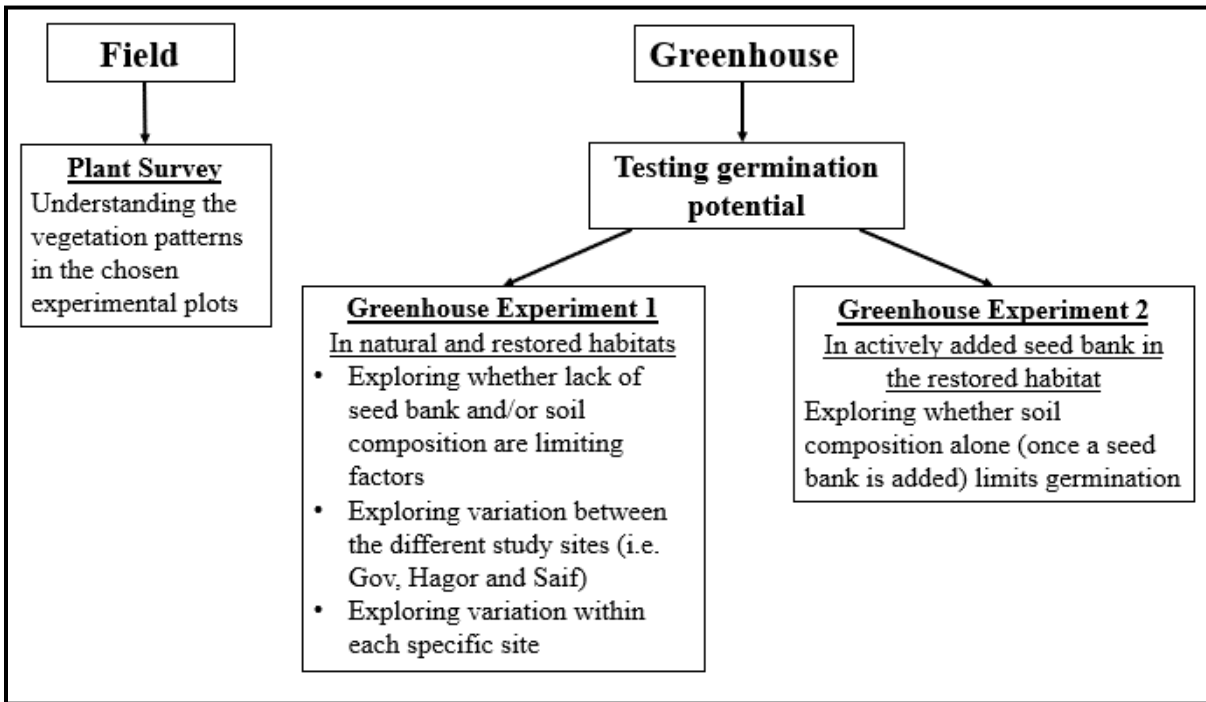 Field
Plant Survey
Understanding the
vegetation patterns
in the chosen
experimental plots
Greenhouse
Testing germination
potential
Greenhouse Experiment 1
In natural and restored habitats
• Exploring whether lack of
seed bank and/or soil
composition are limiting
factors
• Exploring variation between
the different study sites (i.e.
Gov, Hagor and Saif)
• Exploring variation within
each specific site
Greenhouse Experiment 2
In actively added seed bank in
the restored habitat
Exploring whether soil
composition alone (once a seed
bank is added) limits germination